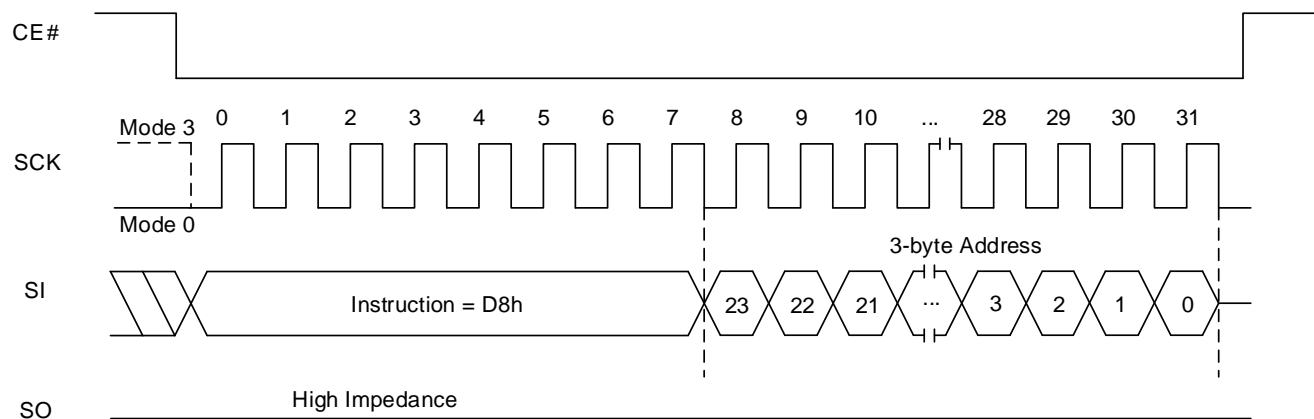 CE#
0 1 2 3 4 5 6 7 8 9 10 ... 28 29 30 31
Mode 3
SCK
Mode 0
3-byte Address
SI
Instruction = D8h 23 22 21 ... 3 2 1 0
High Impedance
SO